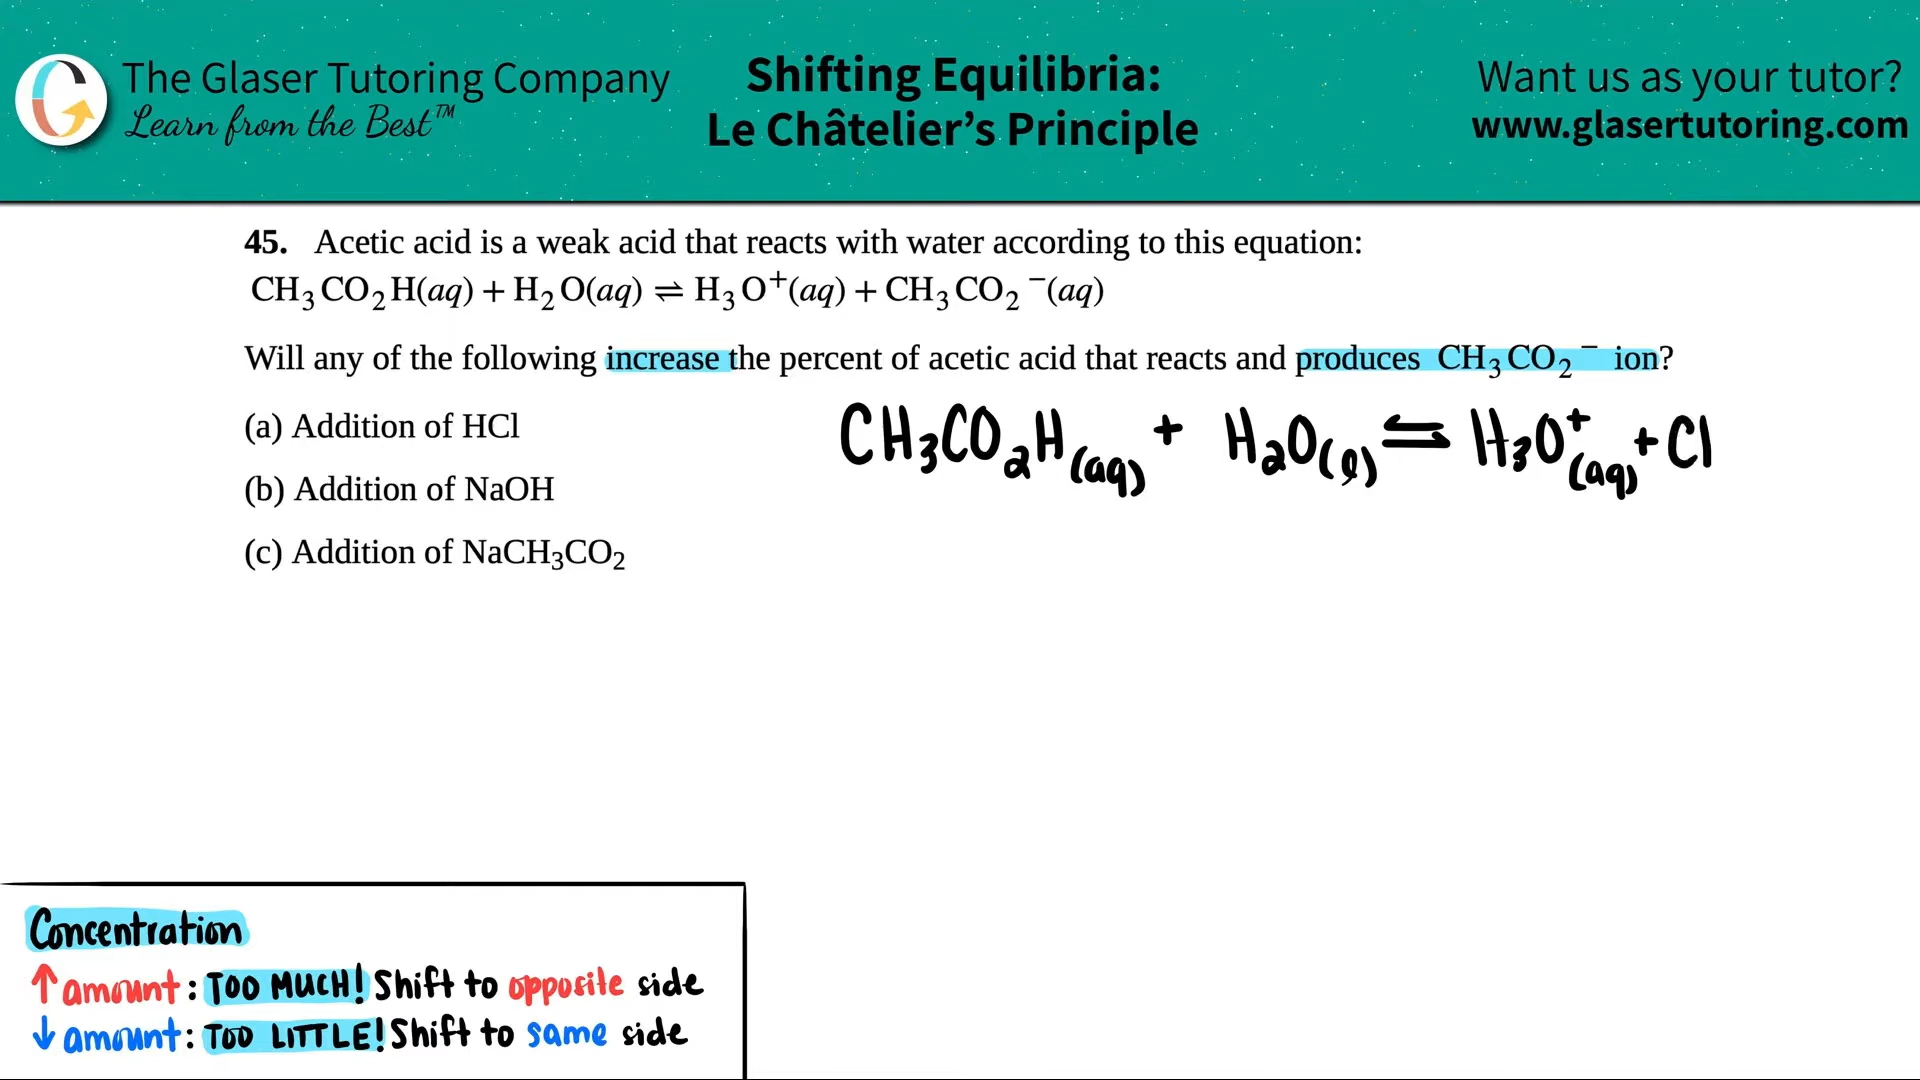 The Glaser Tutoring Company
Learn from the Best™
Shifting Equilibria:
Le Châtelier’s Principle
Want us as your tutor?
www.glasertutoring.com
45. Acetic acid is a weak acid that reacts with water according to this equation:
CH₃CO₂H(aq) + H₂O(aq) ⇌ H₃O⁺(aq) + CH₃CO₂⁻(aq)
Will any of the following increase the percent of acetic acid that reacts and produces CH₃CO₂⁻ ion?
(a) Addition of HCl
(b) Addition of NaOH
(c) Addition of NaCH₃CO₂
CH₃CO₂H(aq) + H₂O(l) ⇌ H₃O⁺(aq) + Cl
Concentration
↑ amount: TOO MUCH! Shift to opposite side
↓ amount: TOO LITTLE! Shift to same side